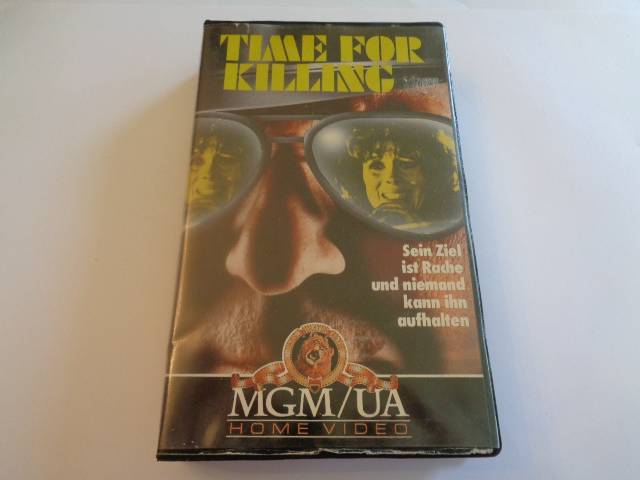 TIME FOR
KILLING
Sein Ziel
ist Rache
und niemand
kann ihn
aufhalten
MGM/UA
HOME VIDEO